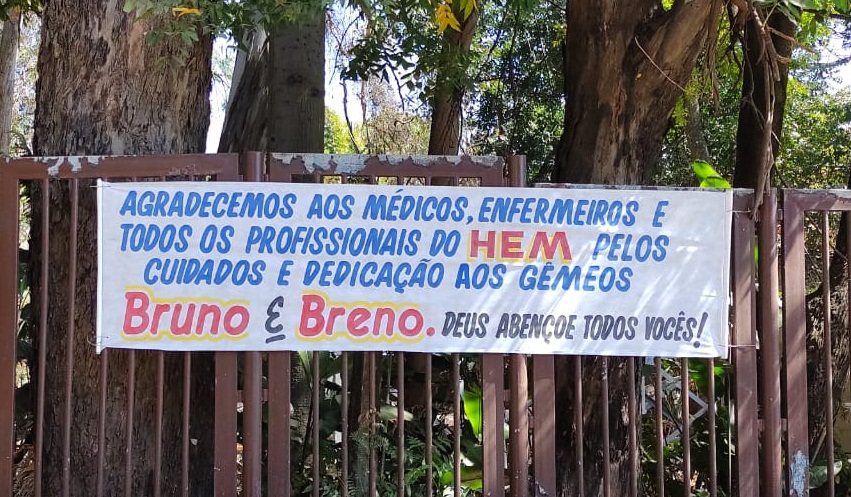 AGRADECEMOS AOS MÉDICOS, ENFERMEIROS E
TODOS OS PROFISSIONAIS DO HEM PELOS
CUIDADOS E DEDICAÇÃO AOS GÊMEOS
Bruno & Breno. DEUS ABENÇOE TODOS VOCÊS!